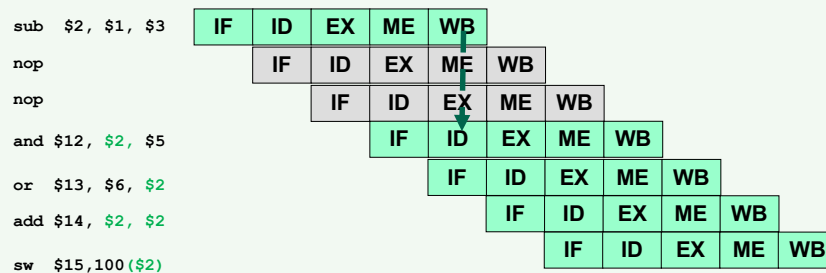 sub $2, $1, $3 IF ID EX ME WB
nop IF ID EX ME WB
nop IF ID EX ME WB
and $12, $2, $5 IF ID EX ME WB
or $13, $6, $2 IF ID EX ME WB
add $14, $2, $2 IF ID EX ME WB
sw $15,100($2) IF ID EX ME WB